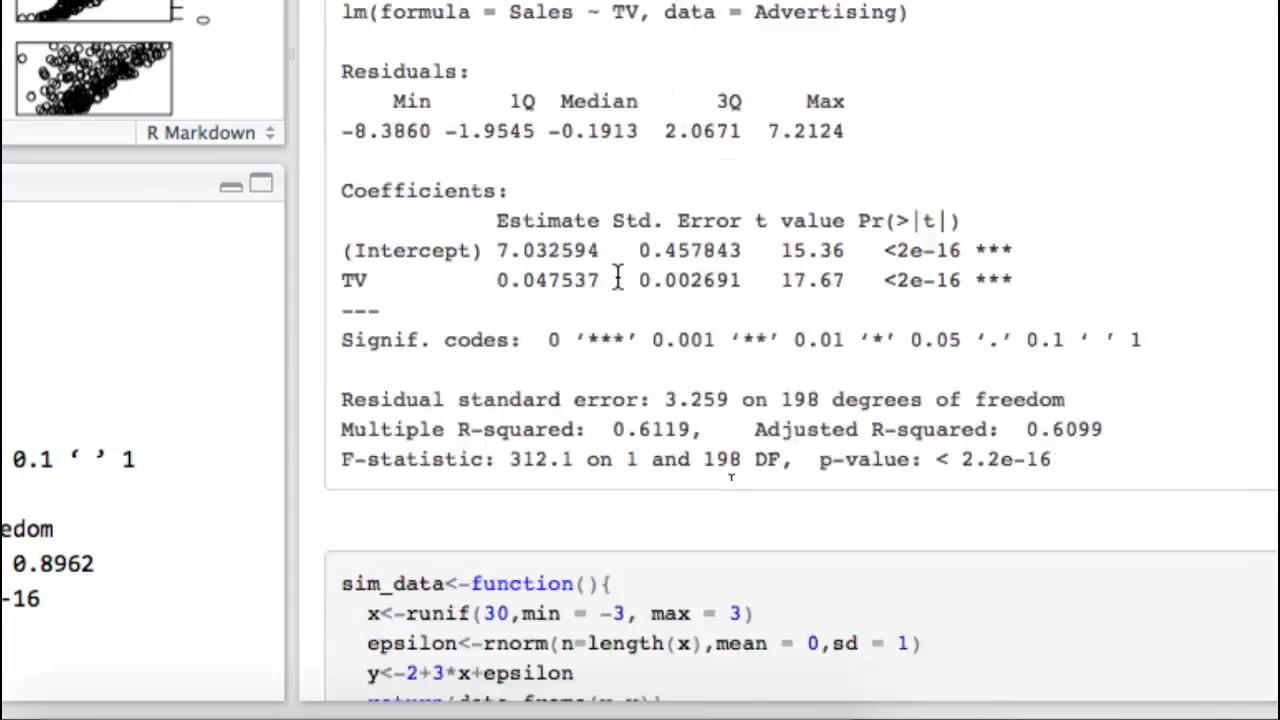 lm(formula = Sales ~ TV, data = Advertising)
Residuals:
Min 1Q Median 3Q Max
-8.3860 -1.9545 -0.1913 2.0671 7.2124
R Markdown
Coefficients:
Estimate Std. Error t value Pr(>|t|)
(Intercept) 7.032594 0.457843 15.36 <2e-16 ***
TV 0.047537 0.002691 17.67 <2e-16 ***
---
Signif. codes: 0 ‘***’ 0.001 ‘**’ 0.01 ‘*’ 0.05 ‘.’ 0.1 ‘ ’ 1
Residual standard error: 3.259 on 198 degrees of freedom
Multiple R-squared: 0.6119, Adjusted R-squared: 0.6099
F-statistic: 312.1 on 1 and 198 DF, p-value: < 2.2e-16
0.1 ‘ ’ 1
edom
0.8962
-16
sim_data<-function(){
x<-runif(30,min = -3, max = 3)
epsilon<-rnorm(n=length(x),mean = 0,sd = 1)
y<-2+3*x+epsilon